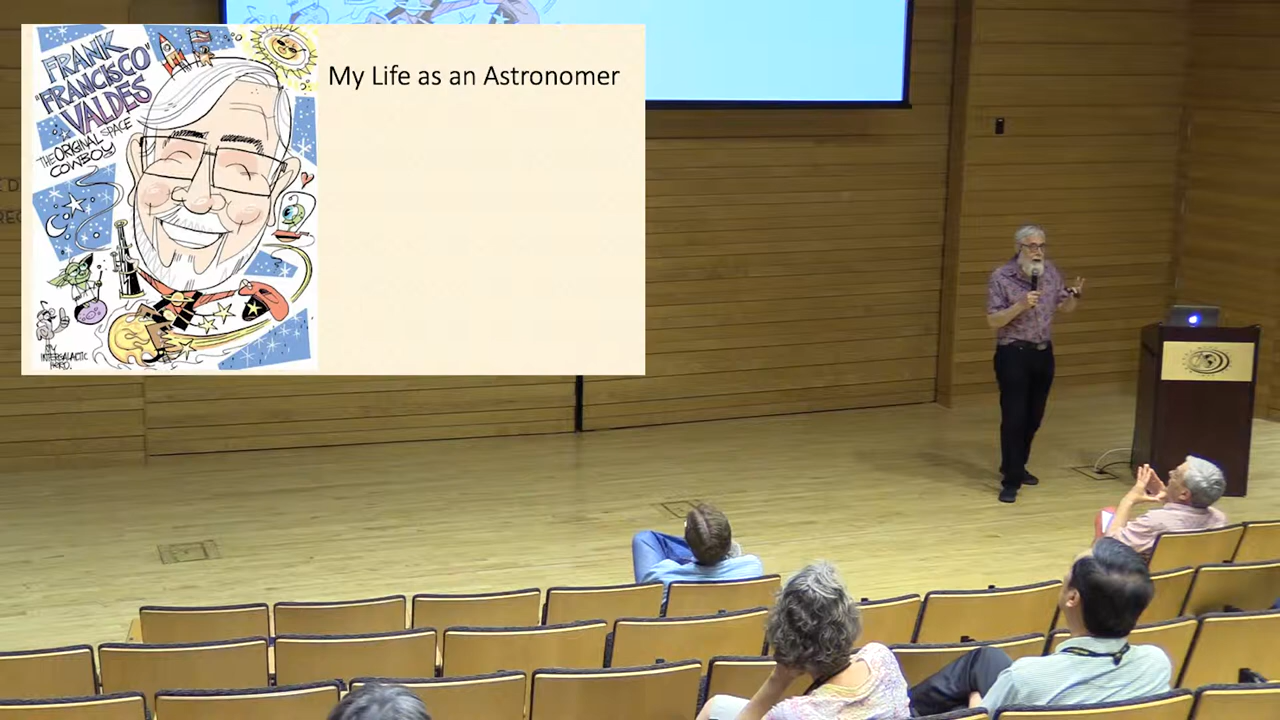 FRANK
"FRANCISCO"
VALDES
THE ORIGINAL SPACE
COWBOY
My Life as an Astronomer